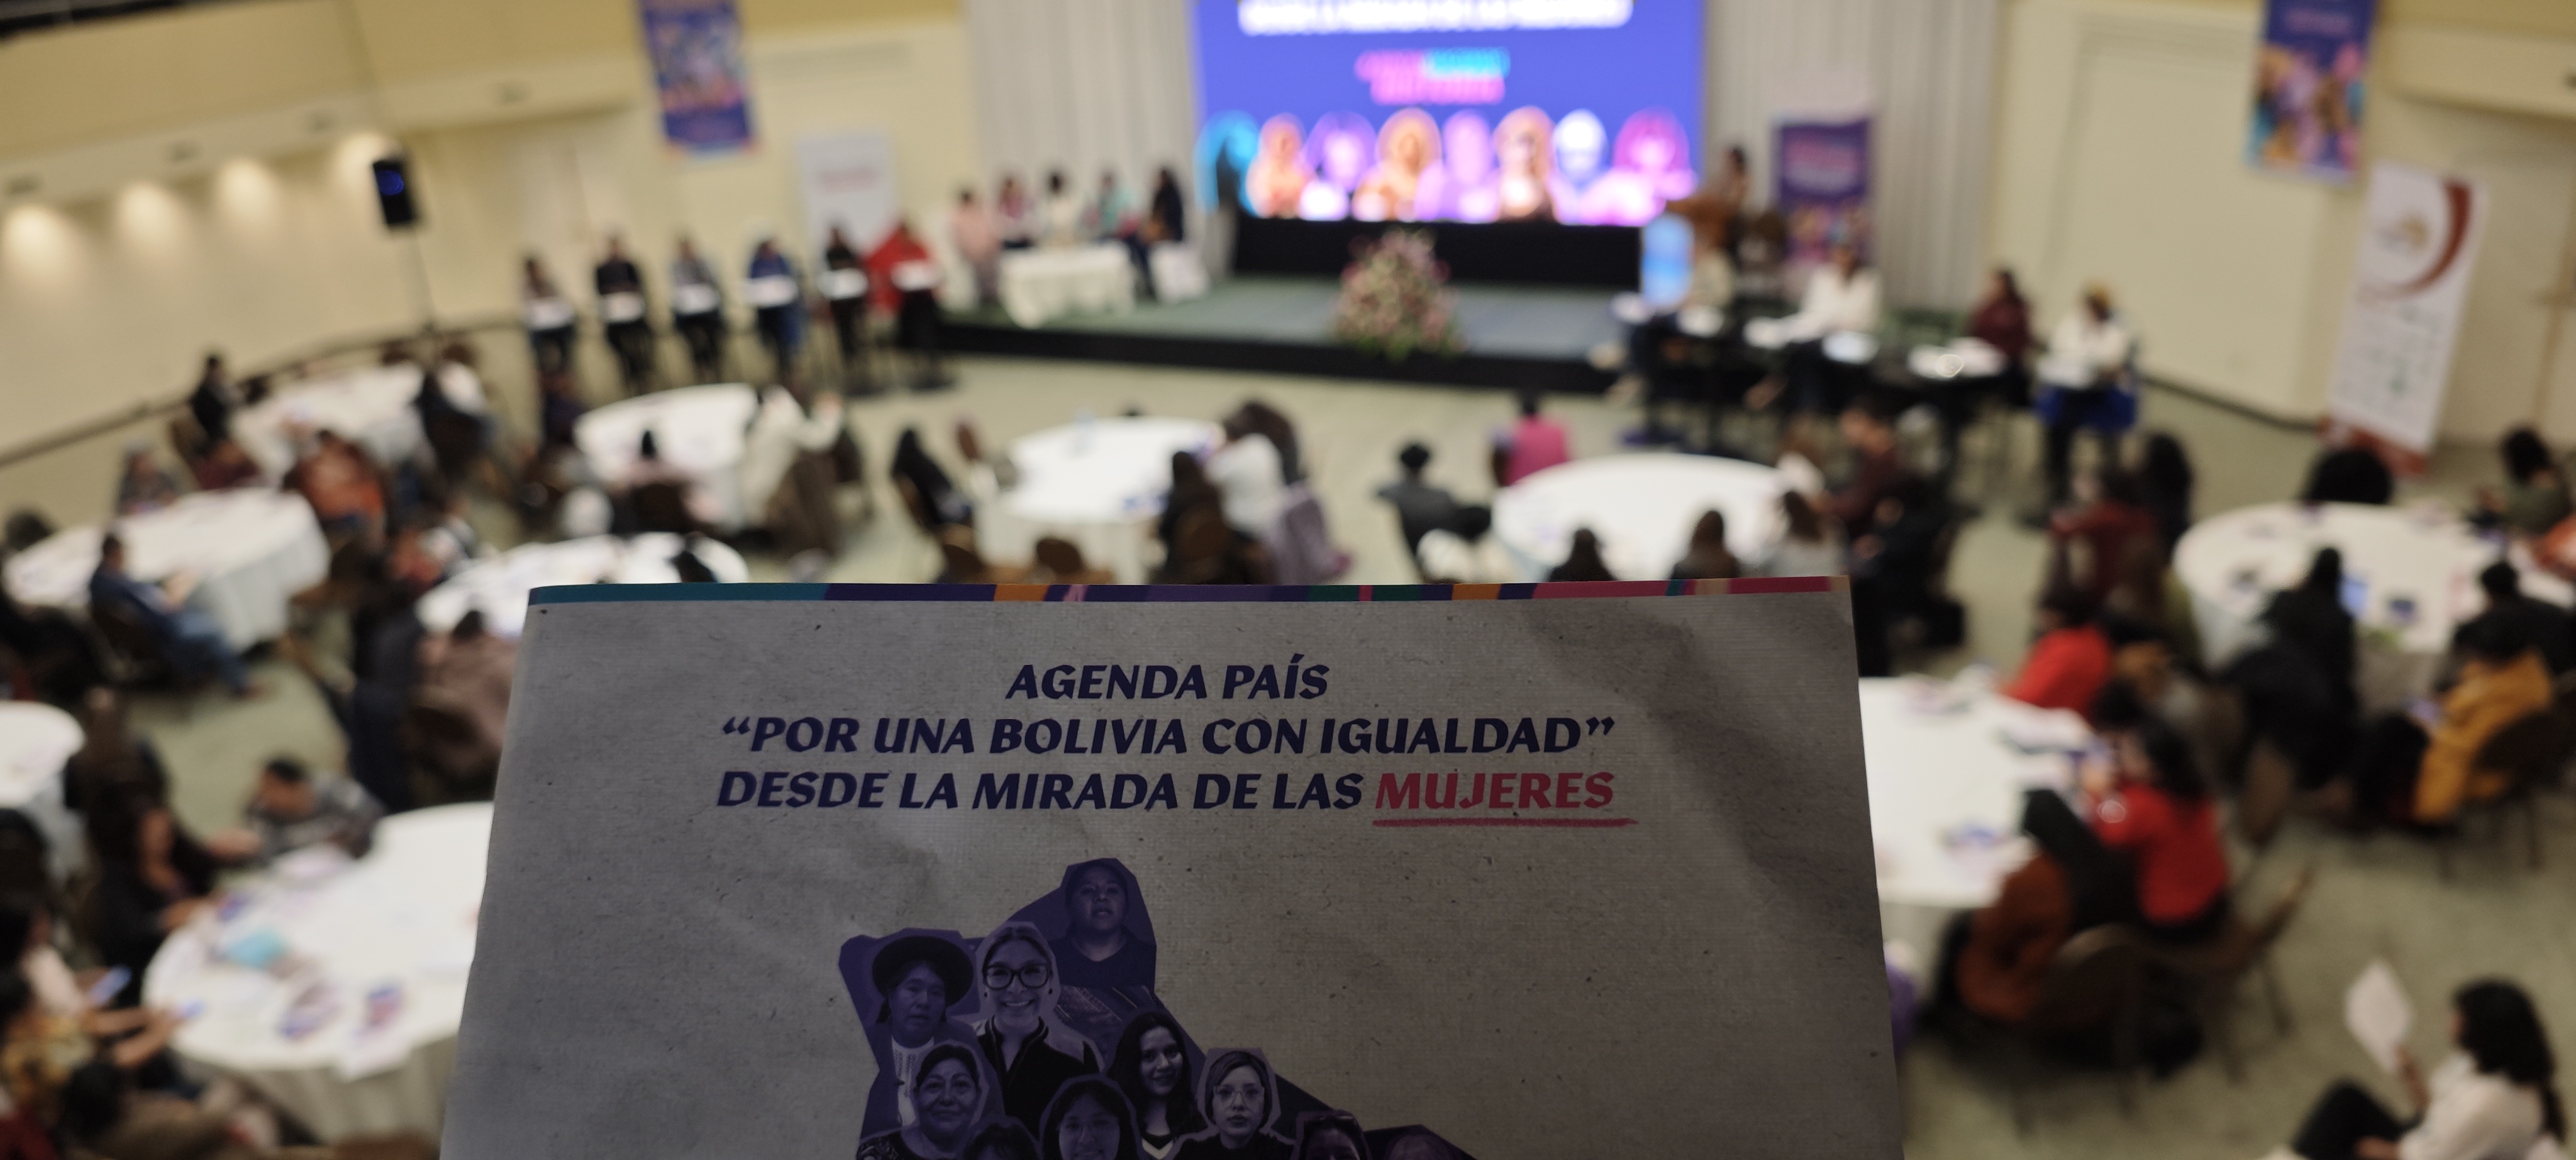 AGENDA PAÍS
“POR UNA BOLIVIA CON IGUALDAD”
DESDE LA MIRADA DE LAS MUJERES